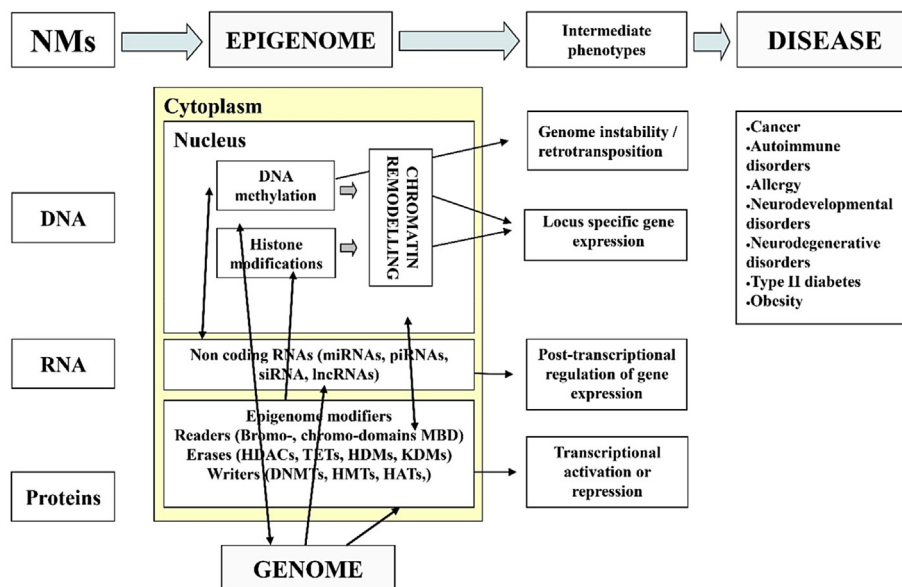 NMs
EPIGENOME
Intermediate
phenotypes
DISEASE
Cytoplasm
Nucleus
DNA
methylation
Histone
modifications
CHROMATIN
REMODELLING
Genome instability /
retrotransposition
Locus specific gene
expression
•Cancer
•Autoimmune
disorders
•Allergy
•Neurodevelopmental
disorders
•Neurodegenerative
disorders
•Type II diabetes
•Obesity
DNA
RNA
Non coding RNAs (miRNAs, piRNAs,
siRNA, lncRNAs)
Post-transcriptional
regulation of gene
expression
Proteins
Epigenome modifiers
Readers (Bromo-, chromo-domains MBD)
Erases (HDACs, TETs, HDMs, KDMs)
Writers (DNMTs, HMTs, HATs,)
Transcriptional
activation or
repression
GENOME